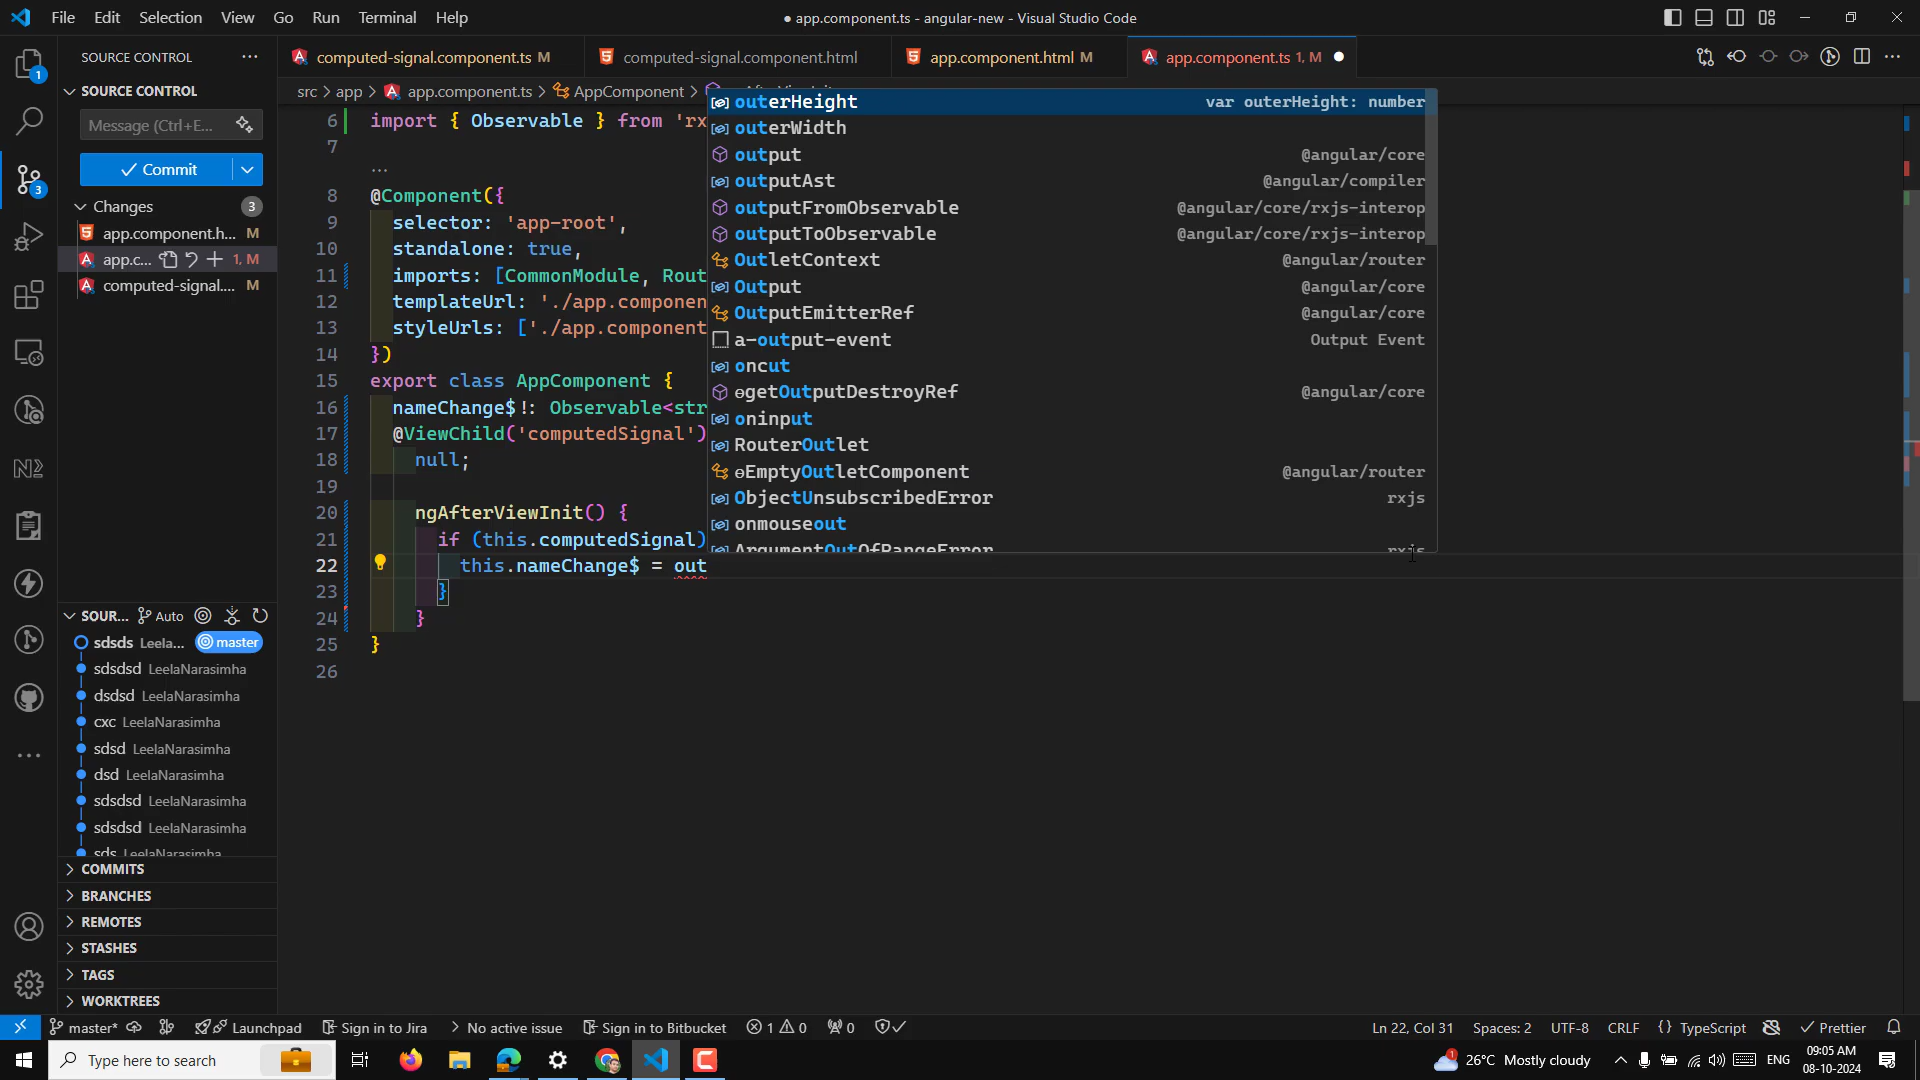 File Edit Selection View Go Run Terminal Help
● app.component.ts - angular-new - Visual Studio Code
SOURCE CONTROL
computed-signal.component.ts M
computed-signal.component.html
app.component.html M
app.component.ts 1, M
src > app > app.component.ts > AppComponent >
SOURCE CONTROL
Message (Ctrl+E...
Commit
Changes 3
app.component.h... M
app.c... 1, M
computed-signal.... M
6 import { Observable } from 'rx
7
8 @Component({
9 selector: 'app-root',
10 standalone: true,
11 imports: [CommonModule, Rout
12 templateUrl: './app.componen
13 styleUrls: ['./app.component
14 })
15 export class AppComponent {
16 nameChange$!: Observable<str
17 @ViewChild('computedSignal')
18 null;
19
20 ngAfterViewInit() {
21 if (this.computedSignal)
22 this.nameChange$ = out
23 }
24 }
25 }
26
outerHeight var outerHeight: number
outerWidth
output @angular/core
outputAst @angular/compiler
outputFromObservable @angular/core/rxjs-interop
outputToObservable @angular/core/rxjs-interop
OutletContext @angular/router
Output @angular/core
OutputEmitterRef @angular/core
a-output-event Output Event
oncut
ɵgetOutputDestroyRef @angular/core
oninput
RouterOutlet
ɵEmptyOutletComponent @angular/router
ObjectUnsubscribedError rxjs
onmouseout
ArgumentOutOfRangeError rxjs
SOUR... Auto
sdsds Leela... master
sdsdsd LeelaNarasimha
dsdsd LeelaNarasimha
cxc LeelaNarasimha
sdsd LeelaNarasimha
dsd LeelaNarasimha
sdsdsd LeelaNarasimha
sdsdsd LeelaNarasimha
sds LeelaNarasimha
COMMITS
BRANCHES
REMOTES
STASHES
TAGS
WORKTREES
master* Launchpad Sign in to Jira No active issue Sign in to Bitbucket 1 0 0 Ln 22, Col 31 Spaces: 2 UTF-8 CRLF {} TypeScript Prettier
Type here to search
26°C Mostly cloudy ENG
09:05 AM
08-10-2024